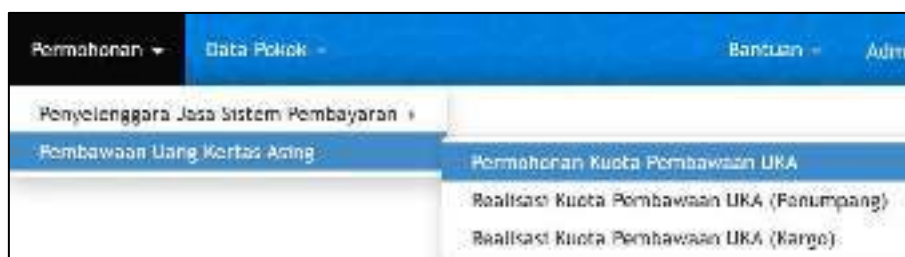 Permohonan Data Pokok Bantuan Adm
Penyelenggara Jasa Sistem Pembayaran
Pembawaan Uang Kertas Asing
Permohonan Kuota Pembawaan UKA
Realisasi Kuota Pembawaan UKA (Penumpang)
Realisasi Kuota Pembawaan UKA (Kargo)